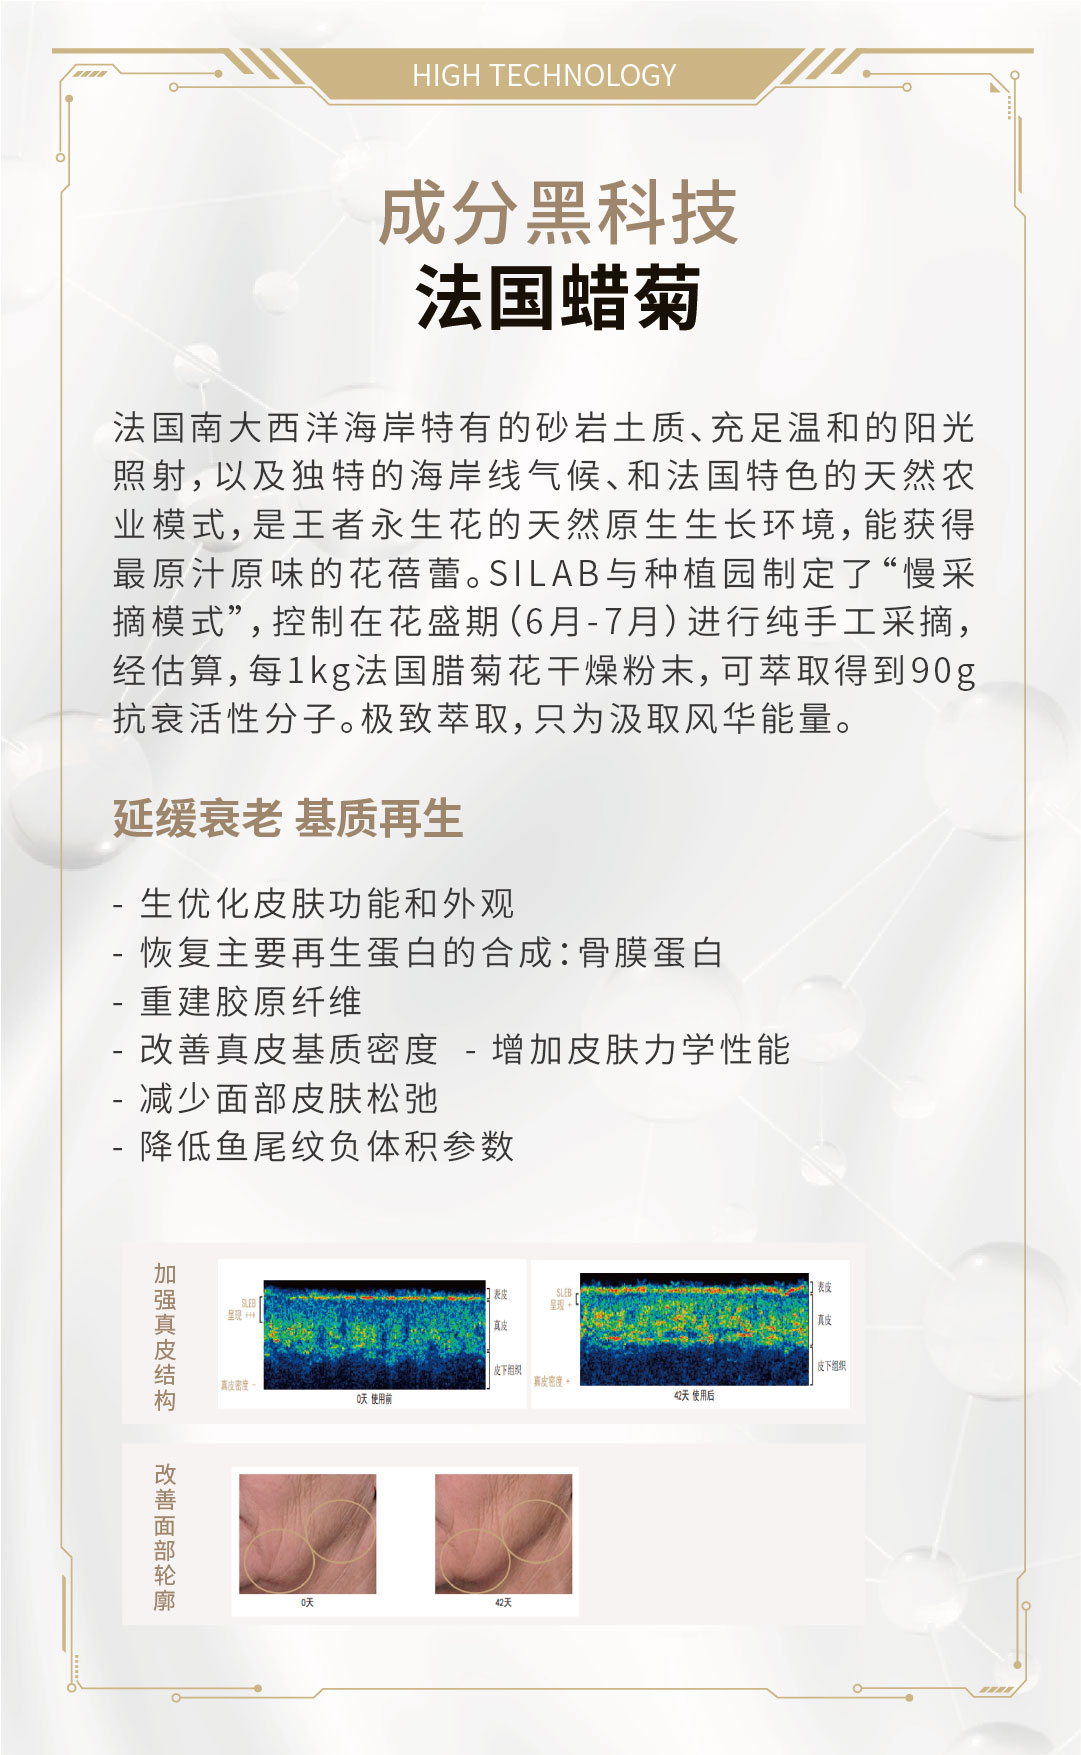 HIGH TECHNOLOGY
成分黑科技
法国蜡菊
法国南大西洋海岸特有的砂岩土质、充足温和的阳光
照射，以及独特的海岸线气候、和法国特色的天然农
业模式，是王者永生花的天然原生生长环境，能获得
最原汁原味的花蓓蕾。SILAB与种植园制定了“慢采
摘模式”，控制在花盛期（6月-7月）进行纯手工采摘，
经估算，每1kg法国腊菊花干燥粉末，可萃取得到90g
抗衰活性分子。极致萃取，只为汲取风华能量。
延缓衰老 基质再生
- 生优化皮肤功能和外观
- 恢复主要再生蛋白的合成：骨膜蛋白
- 重建胶原纤维
- 改善真皮基质密度 - 增加皮肤力学性能
- 减少面部皮肤松弛
- 降低鱼尾纹负体积参数
加强真皮结构
SLEB
呈现 +++
真皮密度 -
表皮
真皮
皮下组织
0天 使用前
SLEB
呈现 +
真皮密度 +
表皮
真皮
皮下组织
42天 使用后
改善面部轮廓
0天
42天